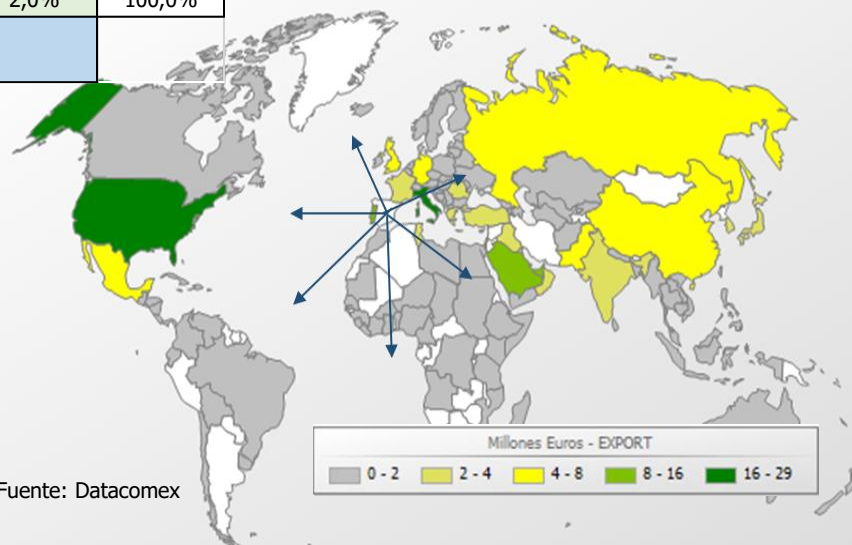 2,0% 100,0%
Millones Euros - EXPORT
0 - 2 2 - 4 4 - 8 8 - 16 16 - 29
Fuente: Datacomex